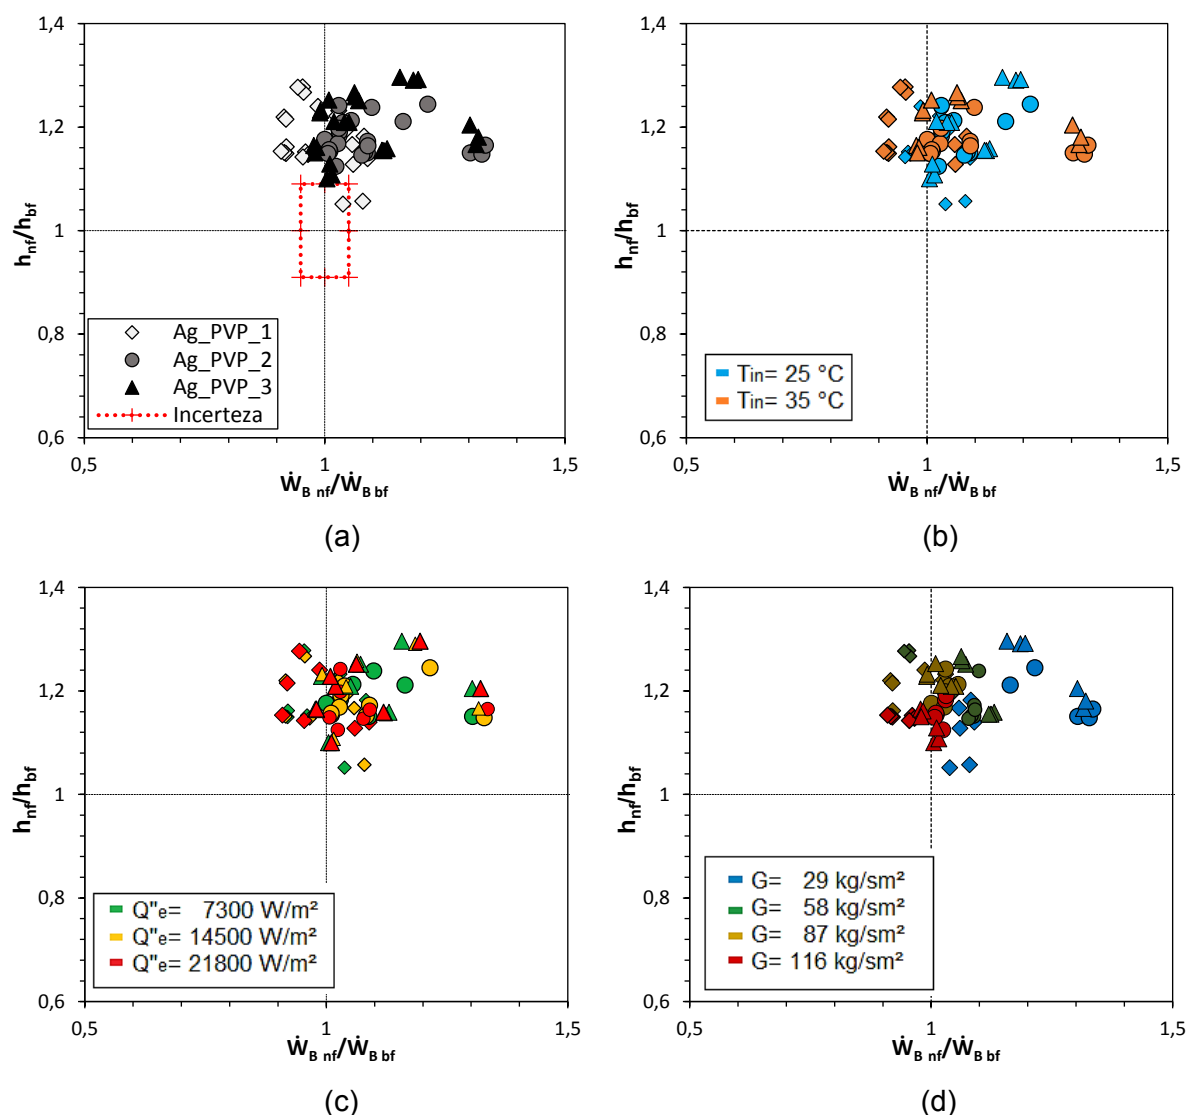 1,4
1,2
1
0,8
0,6
h_nf/h_bf
Ag_PVP_1
Ag_PVP_2
Ag_PVP_3
Incerteza
0,5
1
1,5
Ẇ_B nf/Ẇ_B bf
(a)
1,4
1,2
1
0,8
0,6
h_nf/h_bf
T_in= 25 °C
T_in= 35 °C
0,5
1
1,5
Ẇ_B nf/Ẇ_B bf
(b)
1,4
1,2
1
0,8
0,6
h_nf/h_bf
Q"_e= 7300 W/m²
Q"_e= 14500 W/m²
Q"_e= 21800 W/m²
0,5
1
1,5
Ẇ_B nf/Ẇ_B bf
(c)
1,4
1,2
1
0,8
0,6
h_nf/h_bf
G= 29 kg/sm²
G= 58 kg/sm²
G= 87 kg/sm²
G= 116 kg/sm²
0,5
1
1,5
Ẇ_B nf/Ẇ_B bf
(d)